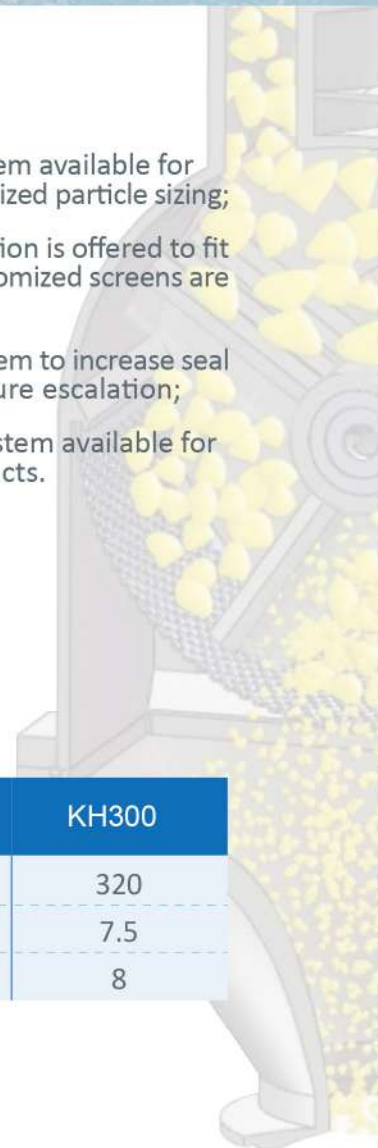 em available for
ized particle sizing;
tion is offered to fit
omized screens are
em to increase seal
ure escalation;
stem available for
cts.
KH300
320
7.5
8